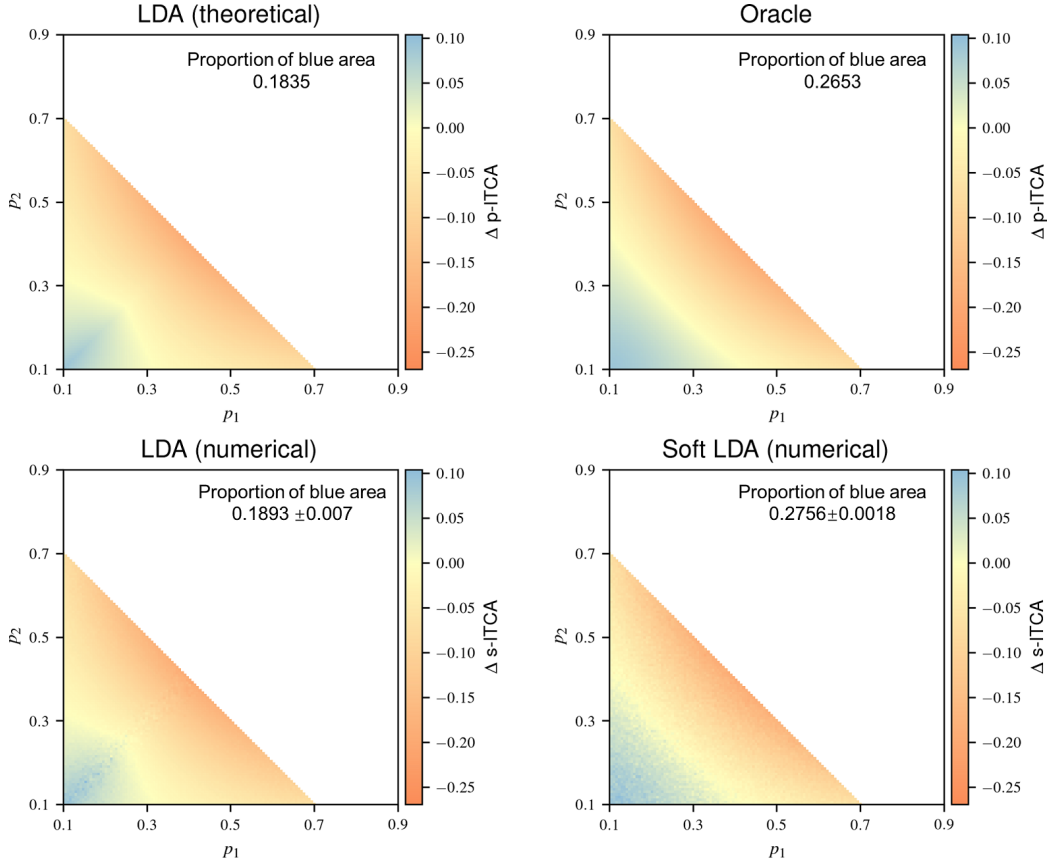 LDA (theoretical)
Proportion of blue area
0.1835
0.9
0.7
0.5
0.3
0.1
p2
0.1 0.3 0.5 0.7 0.9
p1
0.10
0.05
0.00
−0.05
−0.10
−0.15
−0.20
−0.25
Δ p-ITCA
Oracle
Proportion of blue area
0.2653
0.9
0.7
0.5
0.3
0.1
p2
0.1 0.3 0.5 0.7 0.9
p1
0.10
0.05
0.00
−0.05
−0.10
−0.15
−0.20
−0.25
Δ p-ITCA
LDA (numerical)
Proportion of blue area
0.1893 ±0.007
0.9
0.7
0.5
0.3
0.1
p2
0.1 0.3 0.5 0.7 0.9
p1
0.10
0.05
0.00
−0.05
−0.10
−0.15
−0.20
−0.25
Δ s-ITCA
Soft LDA (numerical)
Proportion of blue area
0.2756±0.0018
0.9
0.7
0.5
0.3
0.1
p2
0.1 0.3 0.5 0.7 0.9
p1
0.10
0.05
0.00
−0.05
−0.10
−0.15
−0.20
−0.25
Δ s-ITCA